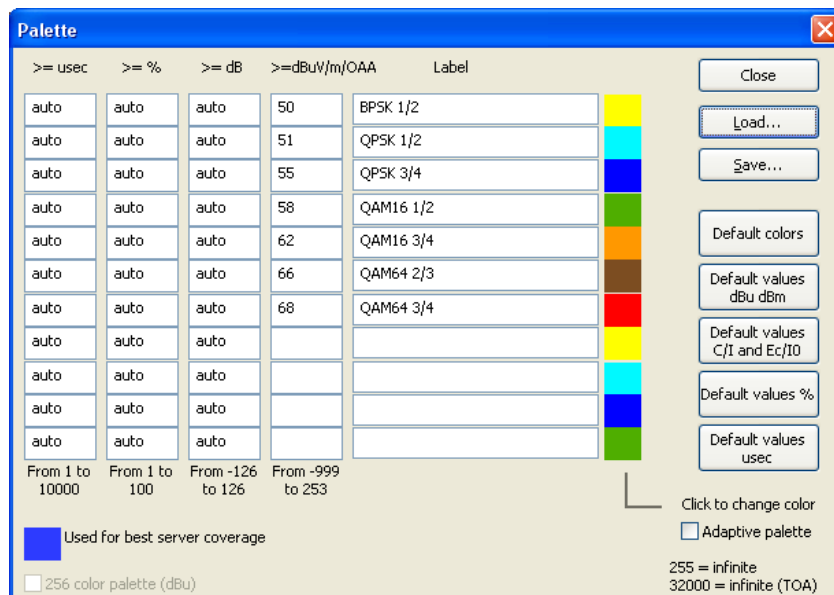 Palette
>= usec >= % >= dB >=dBuV/m/OAA Label
auto auto auto 50 BPSK 1/2
auto auto auto 51 QPSK 1/2
auto auto auto 55 QPSK 3/4
auto auto auto 58 QAM16 1/2
auto auto auto 62 QAM16 3/4
auto auto auto 66 QAM64 2/3
auto auto auto 68 QAM64 3/4
auto auto auto
auto auto auto
auto auto auto
auto auto auto
From 1 to From 1 to From -126 From -999
10000 100 to 126 to 253
Used for best server coverage
256 color palette (dBu)
Close
Load...
Save...
Default colors
Default values
dBu dBm
Default values
C/I and Ec/I0
Default values %
Default values
usec
Click to change color
Adaptive palette
255 = infinite
32000 = infinite (TOA)